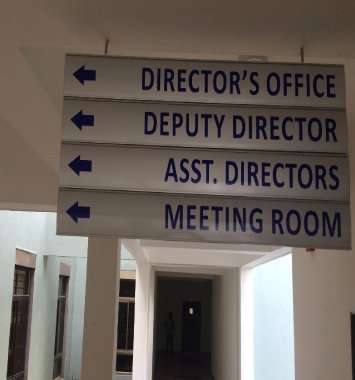 DIRECTOR'S OFFICE
DEPUTY DIRECTOR
ASST. DIRECTORS
MEETING ROOM